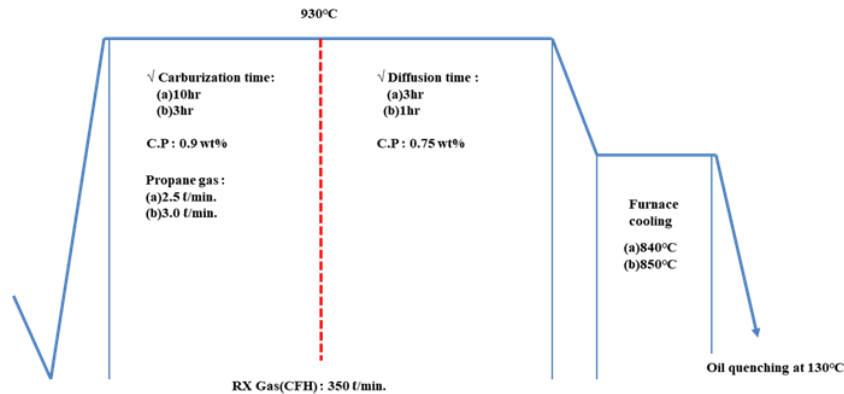 930°C
√ Carburization time:
(a)10hr
(b)3hr
C.P : 0.9 wt%
Propane gas :
(a)2.5 ℓ/min.
(b)3.0 ℓ/min.
√ Diffusion time :
(a)3hr
(b)1hr
C.P : 0.75 wt%
Furnace
cooling
(a)840°C
(b)850°C
Oil quenching at 130°C
RX Gas(CFH) : 350 ℓ/min.